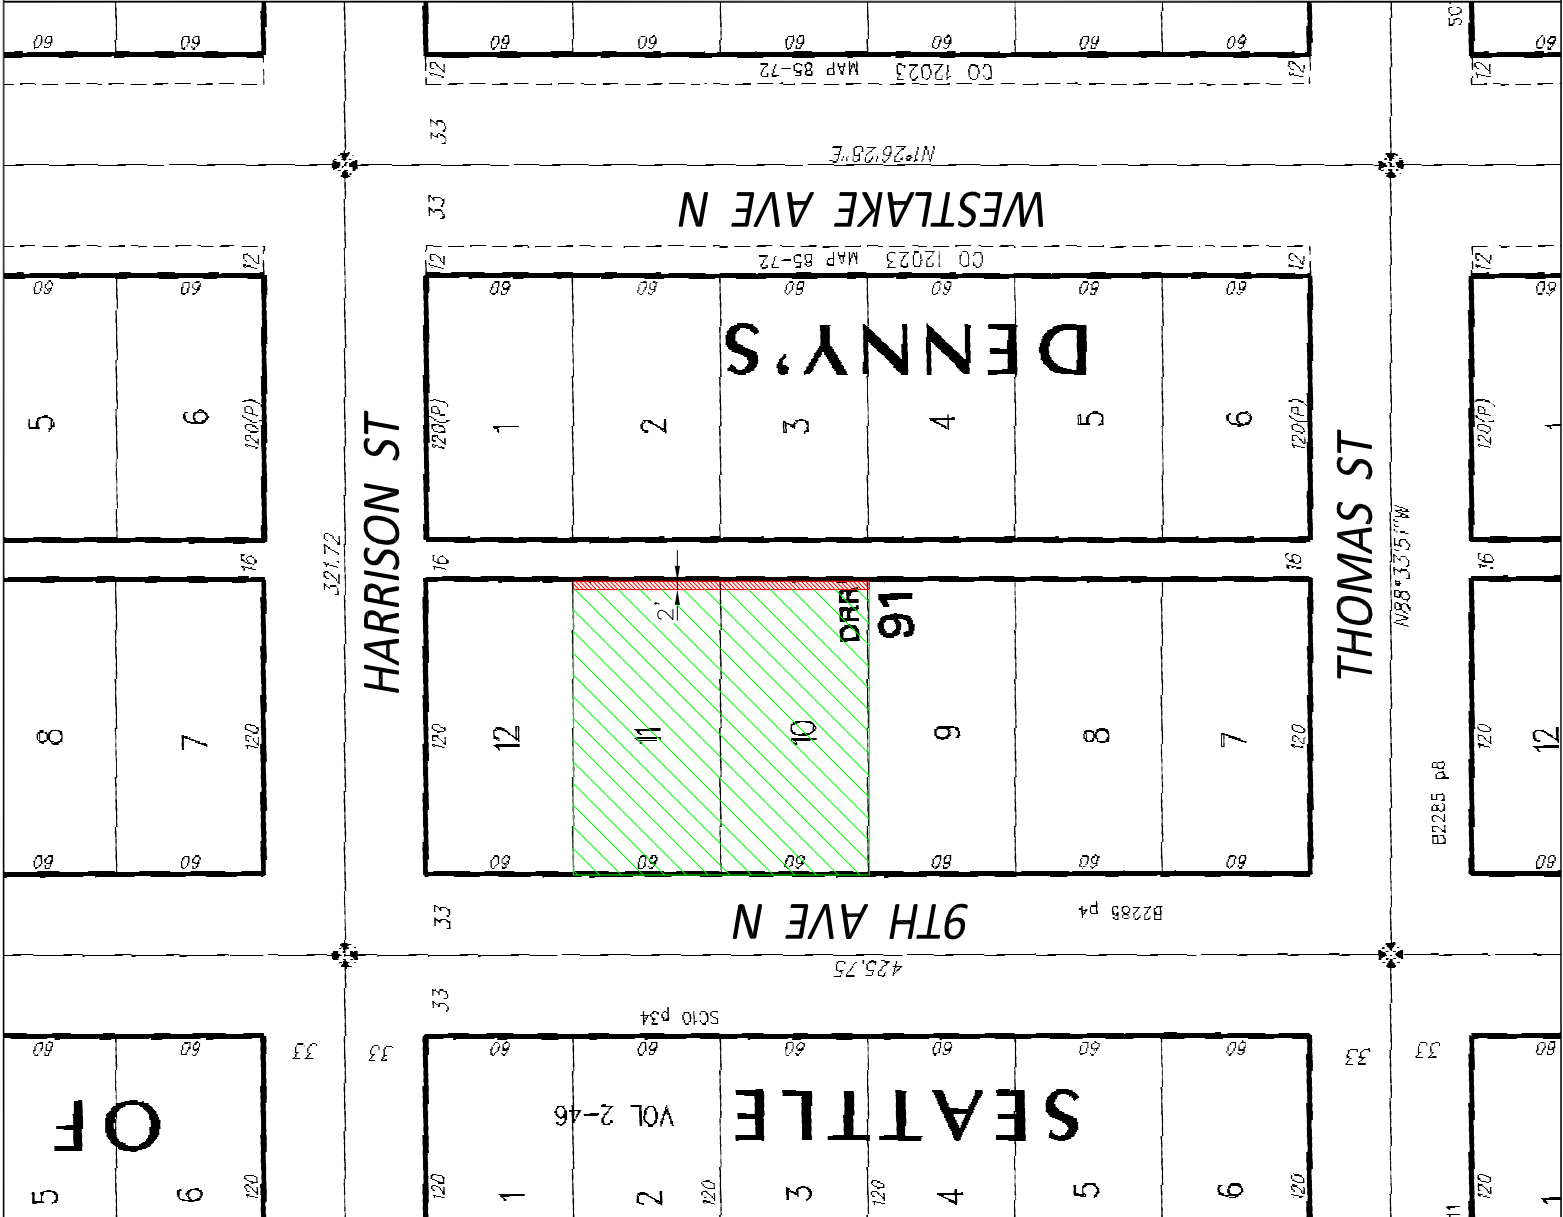 60 60 60 60 60 60 60 60 60
12 CO 12023 MAP 85-72 12 12
33
N1°26'28"E
33 WESTLAKE AVE N
12 12 CO 12023 MAP 85-72 12 12
60 60 60 60 60 60 60 60 60
DENNY'S
5 6 120(P) 120(P) 1 2 3 4 5 6 120(P) 120(P) 1
HARRISON ST
THOMAS ST
321.72
N88°33'51"W
16 16 16 16
2'
DRR
91
8 7 120 120 12 11 10 9 8 7 120 120 12
B2285 p8
60 60 60 60 60 60 60 60 60
33 9TH AVE N B2285 p4
425.75
33 SC10 p34
60 60 33 33 60 60 60 60 60 60 33 33 60
OF VOL 2-46 SEATTLE
5 6 120 120 1 2 120 3 120 4 5 6 120 120 1